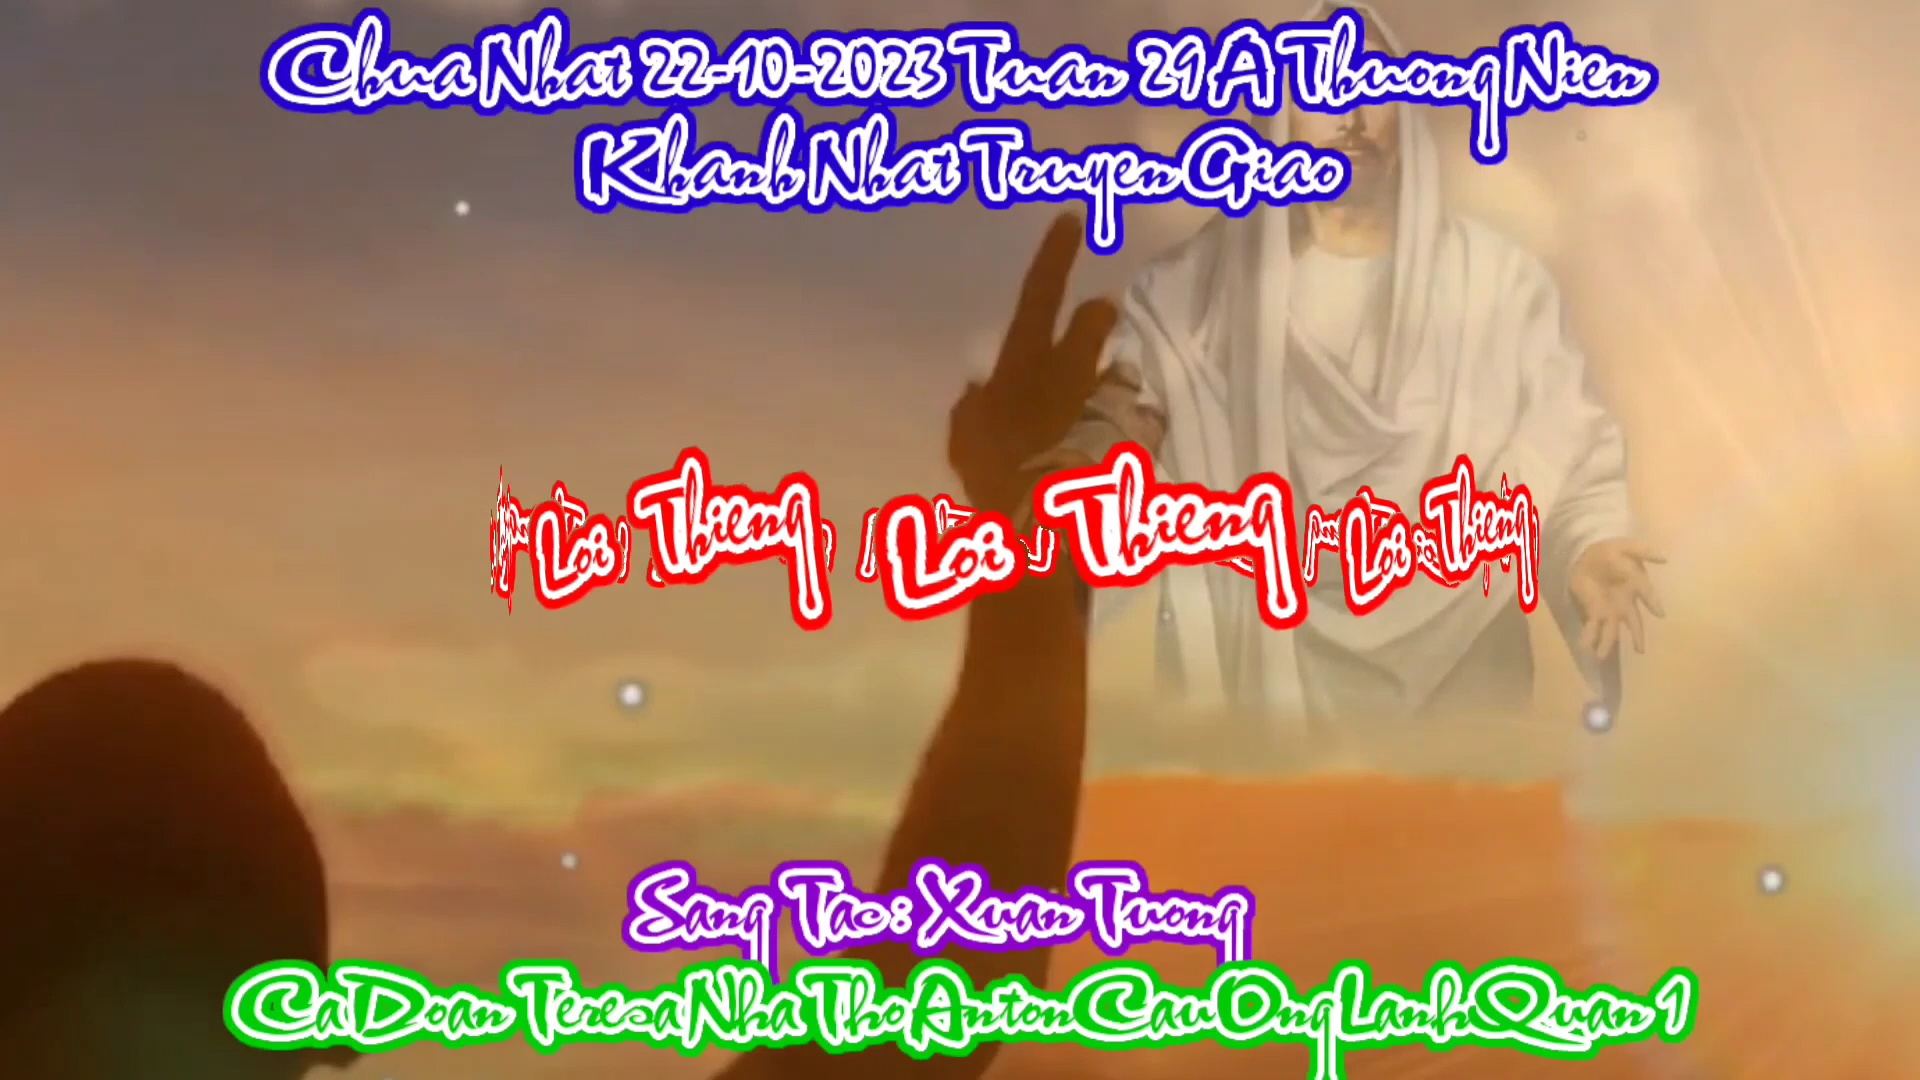 Chua Nhat 22-10-2023 Tuan 29 A Thuong Nien
Khanh Nhat Truyen Giao
Loi Thieng Loi Thieng Loi Thieng
Sang Tac : Xuan Tuong
Ca Doan Teresa Nha Tho Anton Cau Ong Lanh Quan 1